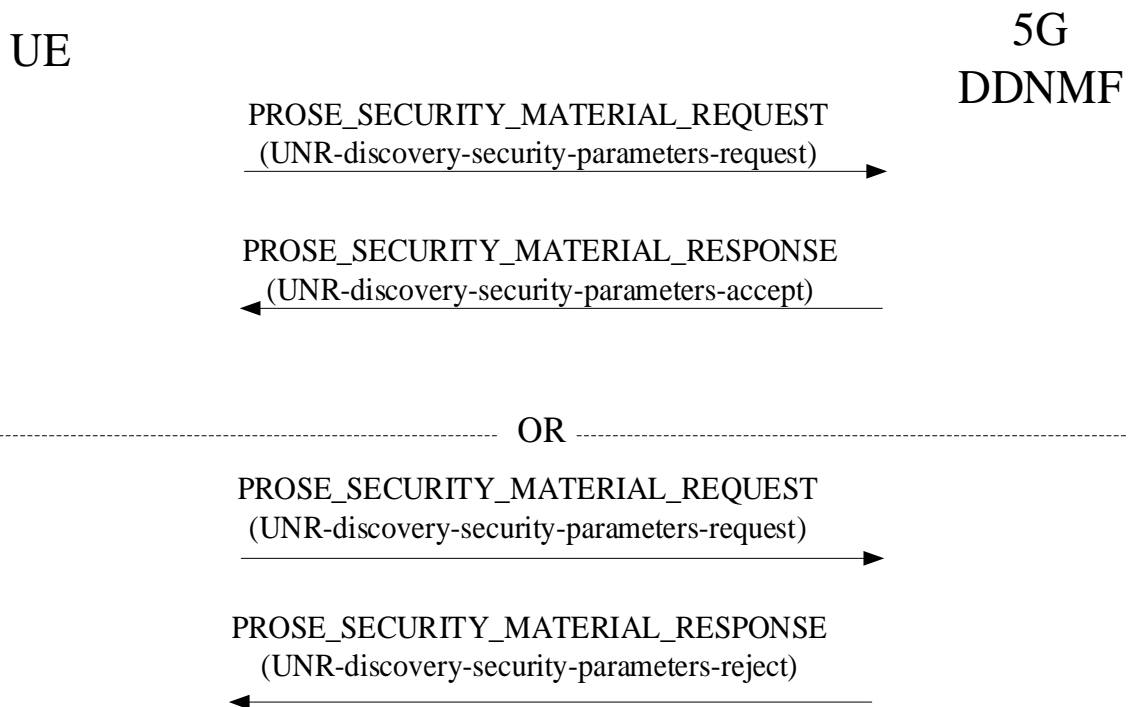 UE
5G
DDNMF
PROSE_SECURITY_MATERIAL_REQUEST
(UNR-discovery-security-parameters-request)
PROSE_SECURITY_MATERIAL_RESPONSE
(UNR-discovery-security-parameters-accept)
OR
PROSE_SECURITY_MATERIAL_REQUEST
(UNR-discovery-security-parameters-request)
PROSE_SECURITY_MATERIAL_RESPONSE
(UNR-discovery-security-parameters-reject)